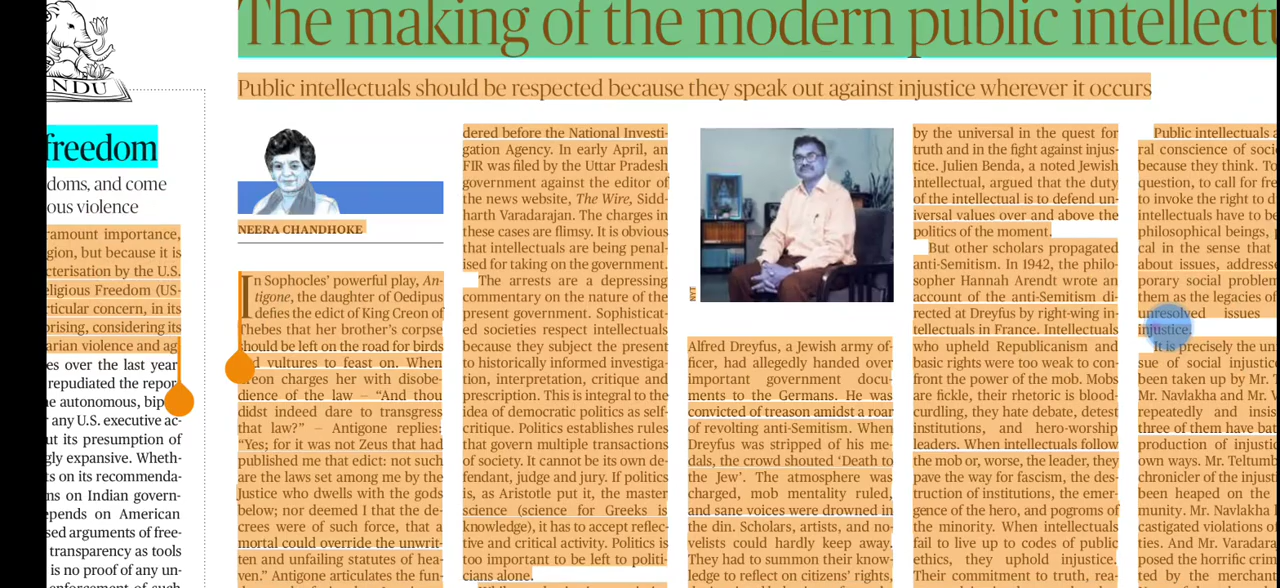 The making of the modern public intellectu
Public intellectuals should be respected because they speak out against injustice wherever it occurs
NDU
freedom
doms, and come
ous violence
ramount importance,
gion, but because it is
cterisation by the U.S.
eligious Freedom (US-
rticular concern, in its
prising, considering its
arian violence and ag-
es over the last year,
repudiated the repor
e autonomous, bipa
any U.S. executive ac-
ut its presumption of
gly expansive. Wheth-
ts on its recommenda-
ns on Indian govern-
epends on American
sed arguments of free-
transparency as tools
is no proof of any un-
enforcement of such
NEERA CHANDHOKE
In Sophocles' powerful play, An-
tigone, the daughter of Oedipus
defies the edict of King Creon of
Thebes that her brother's corpse
should be left on the road for birds
and vultures to feast on. When
Creon charges her with disobe-
dience of the law – "And thou
didst indeed dare to transgress
that law?" – Antigone replies:
"Yes; for it was not Zeus that had
published me that edict: not such
are the laws set among me by the
Justice who dwells with the gods
below; nor deemed I that the de-
crees were of such force, that a
mortal could override the unwrit-
ten and unfailing statutes of hea-
ven." Antigone articulates the fun-
dered before the National Investi-
gation Agency. In early April, an
FIR was filed by the Uttar Pradesh
government against the editor of
the news website, The Wire, Sidd-
harth Varadarajan. The charges in
these cases are flimsy. It is obvious
that intellectuals are being penal-
ised for taking on the government.
The arrests are a depressing
commentary on the nature of the
present government. Sophisticat-
ed societies respect intellectuals
because they subject the present
to historically informed investiga-
tion, interpretation, critique and
prescription. This is integral to the
idea of democratic politics as self-
critique. Politics establishes rules
that govern multiple transactions
of society. It cannot be its own de-
fendant, judge and jury. If politics
is, as Aristotle put it, the master
science (science for Greeks is
knowledge), it has to accept reflec-
tive and critical activity. Politics is
too important to be left to politi-
cians alone.
Alfred Dreyfus, a Jewish army of-
ficer, had allegedly handed over
important government docu-
ments to the Germans. He was
convicted of treason amidst a roar
of revolting anti-Semitism. When
Dreyfus was stripped of his me-
dals, the crowd shouted 'Death to
the Jew'. The atmosphere was
charged, mob mentality ruled,
and sane voices were drowned in
the din. Scholars, artists, and no-
velists could hardly keep away.
They had to summon their know-
ledge to reflect on citizens' rights,
by the universal in the quest for
truth and in the fight against injus-
tice. Julien Benda, a noted Jewish
intellectual, argued that the duty
of the intellectual is to defend un-
iversal values over and above the
politics of the moment.
But other scholars propagated
anti-Semitism. In 1942, the philo-
sopher Hannah Arendt wrote an
account of the anti-Semitism di-
rected at Dreyfus by right-wing in-
tellectuals in France. Intellectuals
who upheld Republicanism and
basic rights were too weak to con-
front the power of the mob. Mobs
are fickle, their rhetoric is blood-
curdling, they hate debate, detest
institutions, and hero-worship
leaders. When intellectuals follow
the mob or, worse, the leader, they
pave the way for fascism, the des-
truction of institutions, the emer-
gence of the hero, and pogroms of
the minority. When intellectuals
fail to live up to codes of public
ethics, they uphold injustice.
Their commitment to truth, rea-
Public intellectuals a
ral conscience of soci
because they think. To
question, to call for fre
to invoke the right to d
intellectuals have to be
philosophical beings,
cal in the sense that
about issues, addresse
porary social problem
them as the legacies of
unresolved issues
injustice.
It is precisely the un
sue of social injustic
been taken up by Mr. T
Mr. Navlakha and Mr. V
repeatedly and insis
three of them have bat
production of injustic
own ways. Mr. Teltumb
chronicler of the injust
been heaped on the
munity. Mr. Navlakha
castigated violations o
ties. And Mr. Varadara
posed the horrific crim
ted by the mechanism